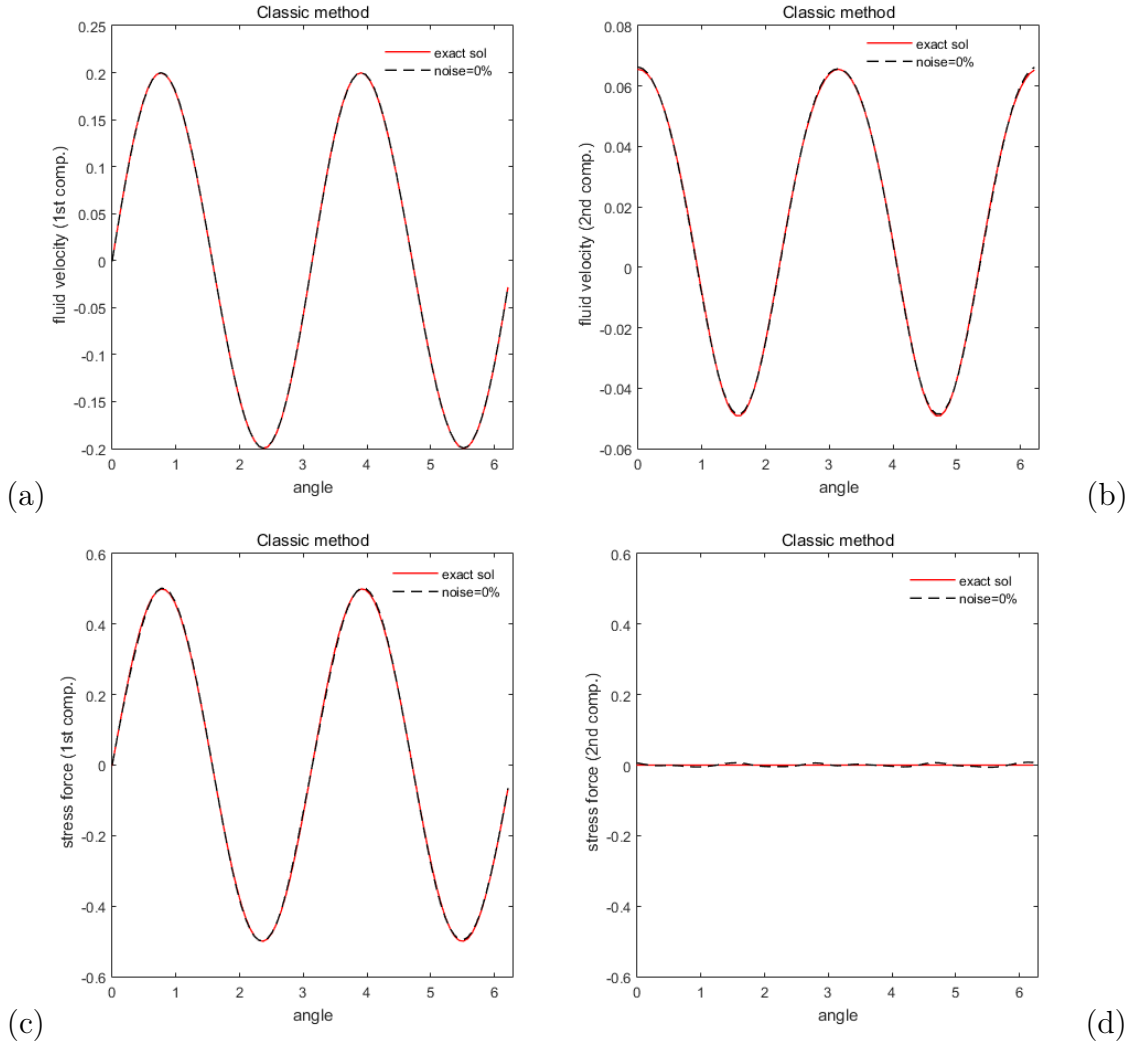 Classic method
0.25
0.2
0.15
0.1
0.05
0
-0.05
-0.1
-0.15
-0.2
fluid velocity (1st comp.)
exact sol
noise=0%
0 1 2 3 4 5 6
angle
(a)
Classic method
0.08
0.06
0.04
0.02
0
-0.02
-0.04
-0.06
fluid velocity (2nd comp.)
exact sol
noise=0%
0 1 2 3 4 5 6
angle
(b)
Classic method
0.6
0.4
0.2
0
-0.2
-0.4
-0.6
stress force (1st comp.)
exact sol
noise=0%
0 1 2 3 4 5 6
angle
(c)
Classic method
0.6
0.4
0.2
0
-0.2
-0.4
-0.6
stress force (2nd comp.)
exact sol
noise=0%
0 1 2 3 4 5 6
angle
(d)